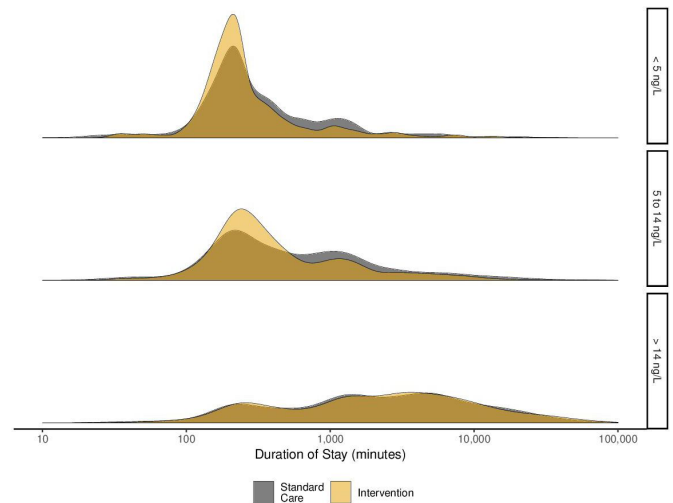 < 5 ng/L
5 to 14 ng/L
> 14 ng/L
10 100 1,000 10,000 100,000
Duration of Stay (minutes)
Standard
Care
Intervention